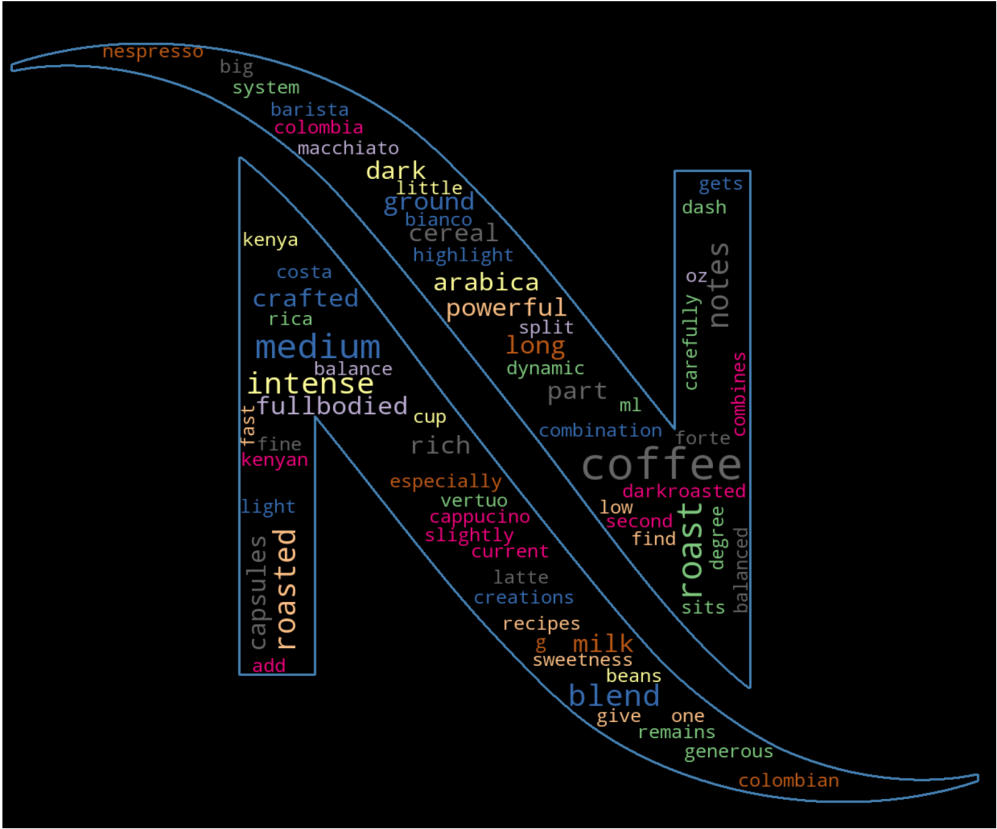 nespresso
big
system
barista
colombia
macchiato
dark
little
ground
bianco
cereal
highlight
arabica
powerful
split
long
dynamic
part
ml
combination
forte
coffee
darkroasted
low
second
find
roast
degree
balanced
sits
gets
dash
notes
oz
carefully
combines
kenya
costa
crafted
rica
medium
balance
intense
fullbodied
cup
fast
fine
kenyan
rich
light
capsules
roasted
add
especially
vertuo
cappucino
slightly
current
latte
creations
recipes
g
milk
sweetness
beans
blend
give
one
remains
generous
colombian